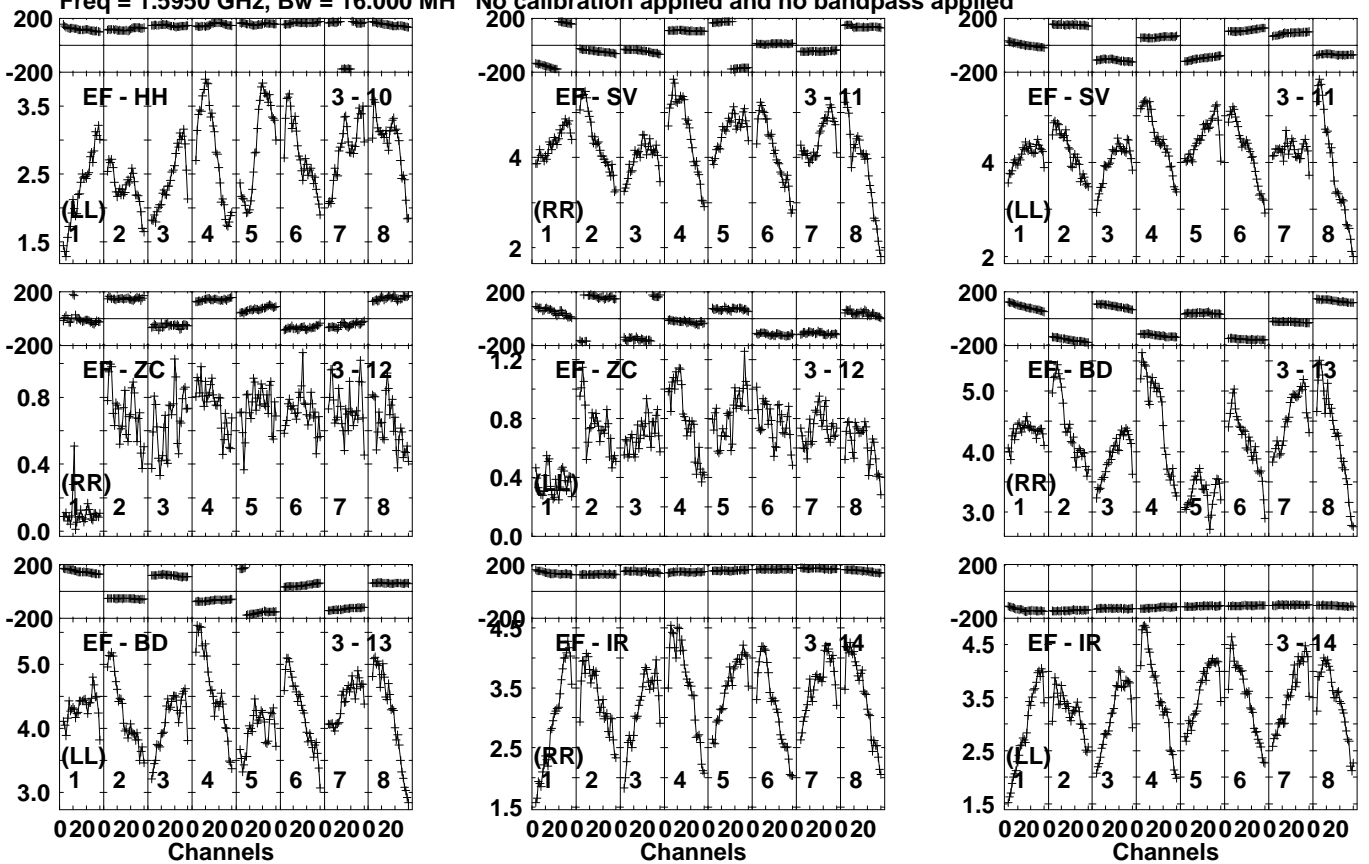 Freq = 1.5950 GHz, Bw = 16.000 MH No calibration applied and no bandpass applied
200
-200
3.5
2.5
1.5
EF - HH 3 - 10
(LL)
1 2 3 4 5 6 7 8
200
-200
4
2
EF - SV 3 - 11
(RR)
1 2 3 4 5 6 7 8
200
-200
4
2
EF - SV 3 - 11
(LL)
1 2 3 4 5 6 7 8
200
-200
0.8
0.4
0.0
EF - ZC 3 - 12
(RR)
1 2 3 4 5 6 7 8
200
-200
1.2
0.8
0.4
0.0
EF - ZC 3 - 12
(LL)
1 2 3 4 5 6 7 8
200
-200
5.0
4.0
3.0
EF - BD 3 - 13
(RR)
1 2 3 4 5 6 7 8
200
-200
5.0
4.0
3.0
EF - BD 3 - 13
(LL)
1 2 3 4 5 6 7 8
0 20 0 20 0 20 0 20 0 20 0 20 0 20 0 20
Channels
200
-200
4.5
3.5
2.5
1.5
EF - IR 3 - 14
(RR)
1 2 3 4 5 6 7 8
0 20 0 20 0 20 0 20 0 20 0 20 0 20 0 20
Channels
200
-200
4.5
3.5
2.5
1.5
EF - IR 3 - 14
(LL)
1 2 3 4 5 6 7 8
0 20 0 20 0 20 0 20 0 20 0 20 0 20 0 20
Channels